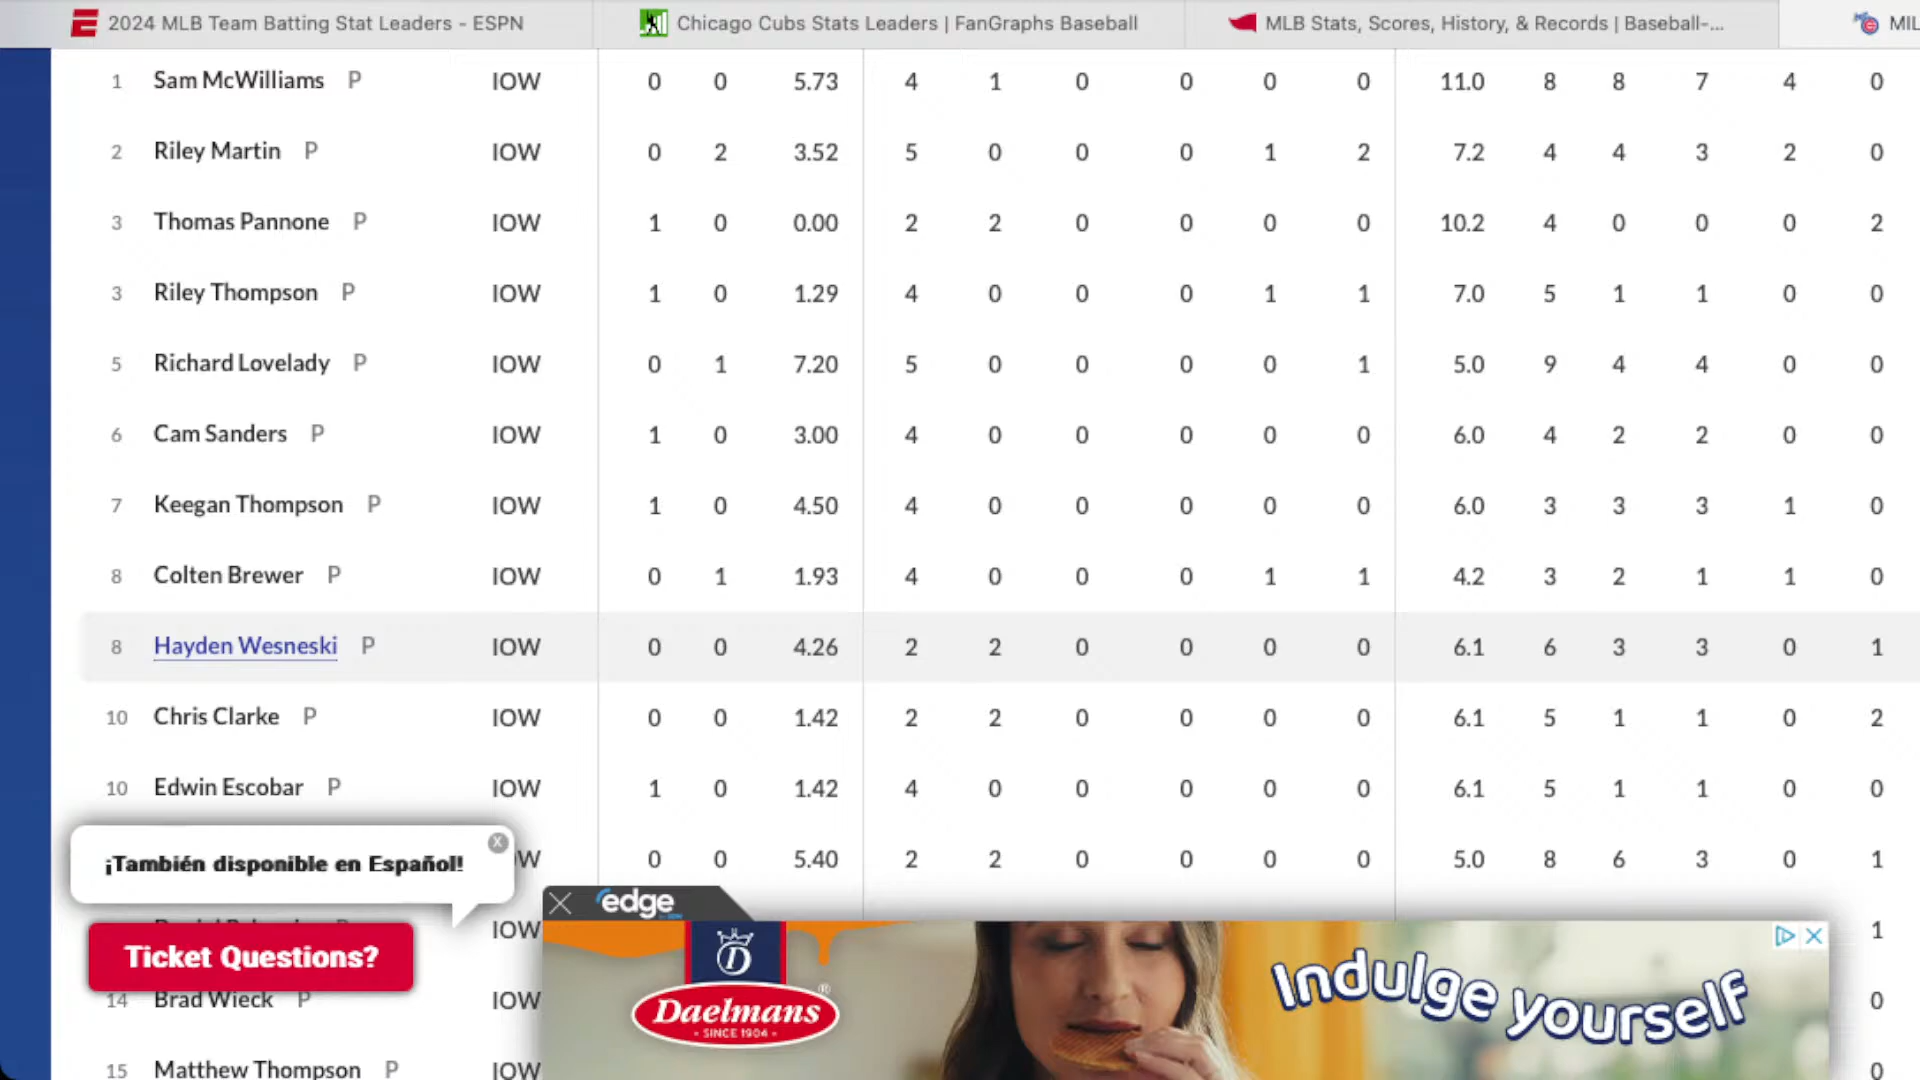 2024 MLB Team Batting Stat Leaders - ESPN
Chicago Cubs Stats Leaders | FanGraphs Baseball
MLB Stats, Scores, History, & Records | Baseball-...
MIL
1 Sam McWilliams P IOW 0 0 5.73 4 1 0 0 0 0 11.0 8 8 7 4 0
2 Riley Martin P IOW 0 2 3.52 5 0 0 0 1 2 7.2 4 4 3 2 0
3 Thomas Pannone P IOW 1 0 0.00 2 2 0 0 0 0 10.2 4 0 0 0 2
3 Riley Thompson P IOW 1 0 1.29 4 0 0 0 1 1 7.0 5 1 1 0 0
5 Richard Lovelady P IOW 0 1 7.20 5 0 0 0 0 1 5.0 9 4 4 0 0
6 Cam Sanders P IOW 1 0 3.00 4 0 0 0 0 0 6.0 4 2 2 0 0
7 Keegan Thompson P IOW 1 0 4.50 4 0 0 0 0 0 6.0 3 3 3 1 0
8 Colten Brewer P IOW 0 1 1.93 4 0 0 0 1 1 4.2 3 2 1 1 0
8 Hayden Wesneski P IOW 0 0 4.26 2 2 0 0 0 0 6.1 6 3 3 0 1
10 Chris Clarke P IOW 0 0 1.42 2 2 0 0 0 0 6.1 5 1 1 0 2
10 Edwin Escobar P IOW 1 0 1.42 4 0 0 0 0 0 6.1 5 1 1 0 0
OW 0 0 5.40 2 2 0 0 0 0 5.0 8 6 3 0 1
¡También disponible en Español!
X
edge
IOW 1
Ticket Questions?
14 Brad Wieck P IOW 0
15 Matthew Thompson P IOW 0
D
Daelmans
- SINCE 1904 -
Indulge yourself